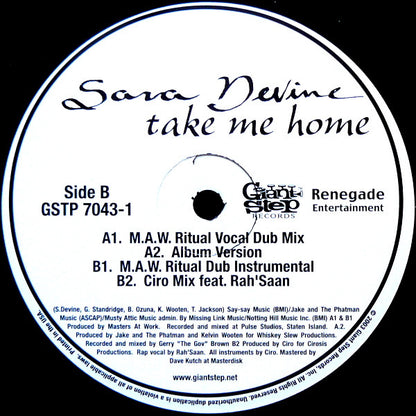 Sara Devine
take me home
Side B
GSTP 7043-1
Giant Step
RECORDS
Renegade
Entertainment
A1. M.A.W. Ritual Vocal Dub Mix
A2. Album Version
B1. M.A.W. Ritual Dub Instrumental
B2. Ciro Mix feat. Rah'Saan
(S.Devine, G. Standridge, B. Ozuna, K. Wooten, T. Jackson) Say-say Music (BMI)/Jake and The Phatman
Music (ASCAP)/Musty Attic Music admin. By Missing Link Music/Notting Hill Music Inc. (BMI) A1 & B1
Produced by Masters At Work. Recorded and mixed at Pulse Studios, Staten Island. A.2.
Produced by Jake and The Phatman and Kelvin Wooten for Whiskey Slew Productions.
Recorded and mixed by Gerry "The Gov" Brown B2 Produced by Ciro for Cirosis
Productions. Rap vocal by Rah'Saan. All instruments by Ciro. Mastered by
Dave Kutch at Masterdisk
www.giantstep.net
℗ © 2003 Giant Step Records, Inc. All Rights Reserved. Unauthorized duplication is a violation of all applicable laws. Printed in the USA.